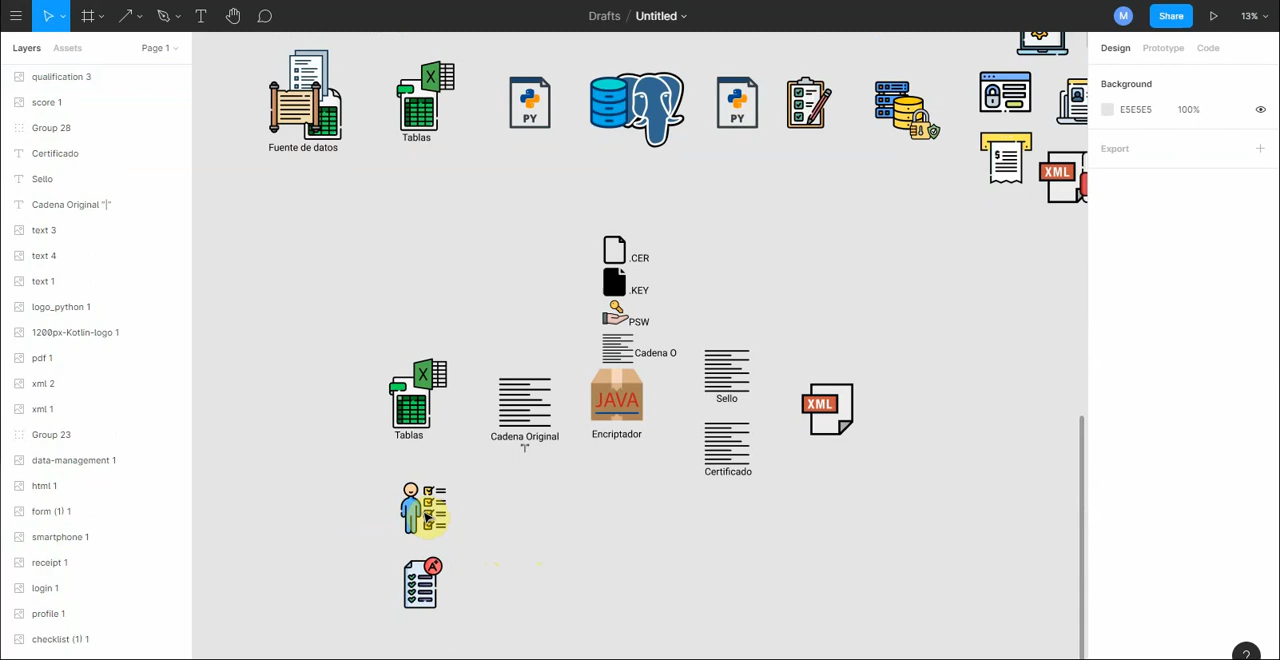 Drafts / Untitled
M
Share
13%
Layers
Assets
Page 1
Design
Prototype
Code
qualification 3
score 1
Group 28
Certificado
Sello
Cadena Original "|"
text 3
text 4
text 1
logo_python 1
1200px-Kotlin-logo 1
pdf 1
xml 2
xml 1
Group 23
data-management 1
html 1
form (1) 1
smartphone 1
receipt 1
login 1
profile 1
checklist (1) 1
Fuente de datos
X
Tablas
PY
PY
$
XML
.CER
.KEY
PSW
Cadena O
X
Tablas
Cadena Original
"|"
JAVA
Encriptador
Sello
Certificado
XML
A+
Background
E5E5E5
100%
Export
?